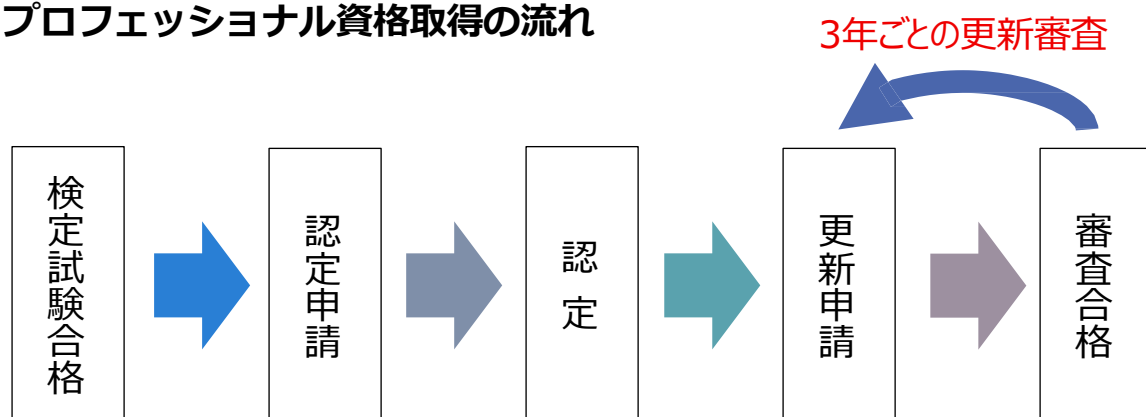 プロフェッショナル資格取得の流れ
3年ごとの更新審査
検定試験合格
認定申請
認定
更新申請
審査合格